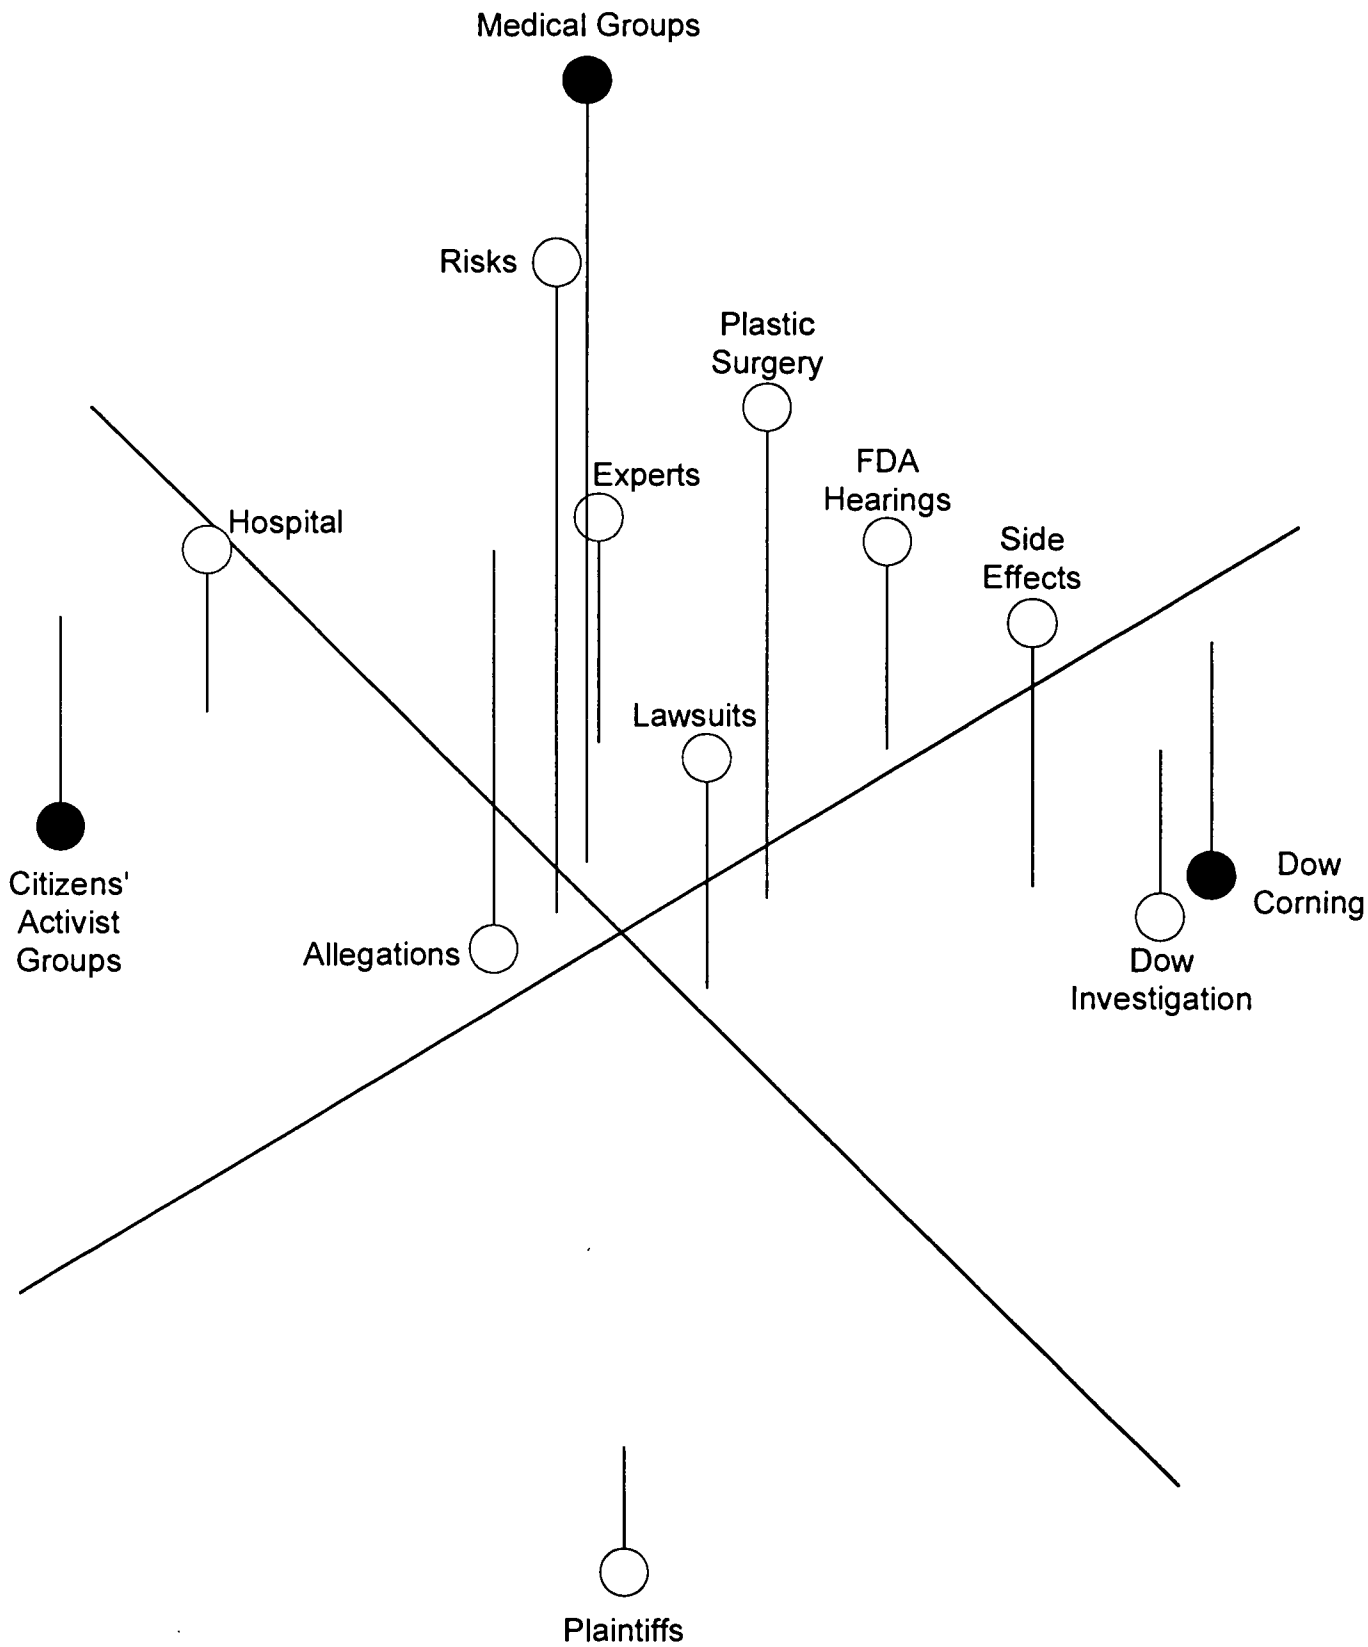 Medical Groups
Risks
Plastic
Surgery
Experts
FDA
Hearings
Hospital
Side
Effects
Lawsuits
Citizens'
Activist
Groups
Allegations
Dow
Corning
Dow
Investigation
Plaintiffs